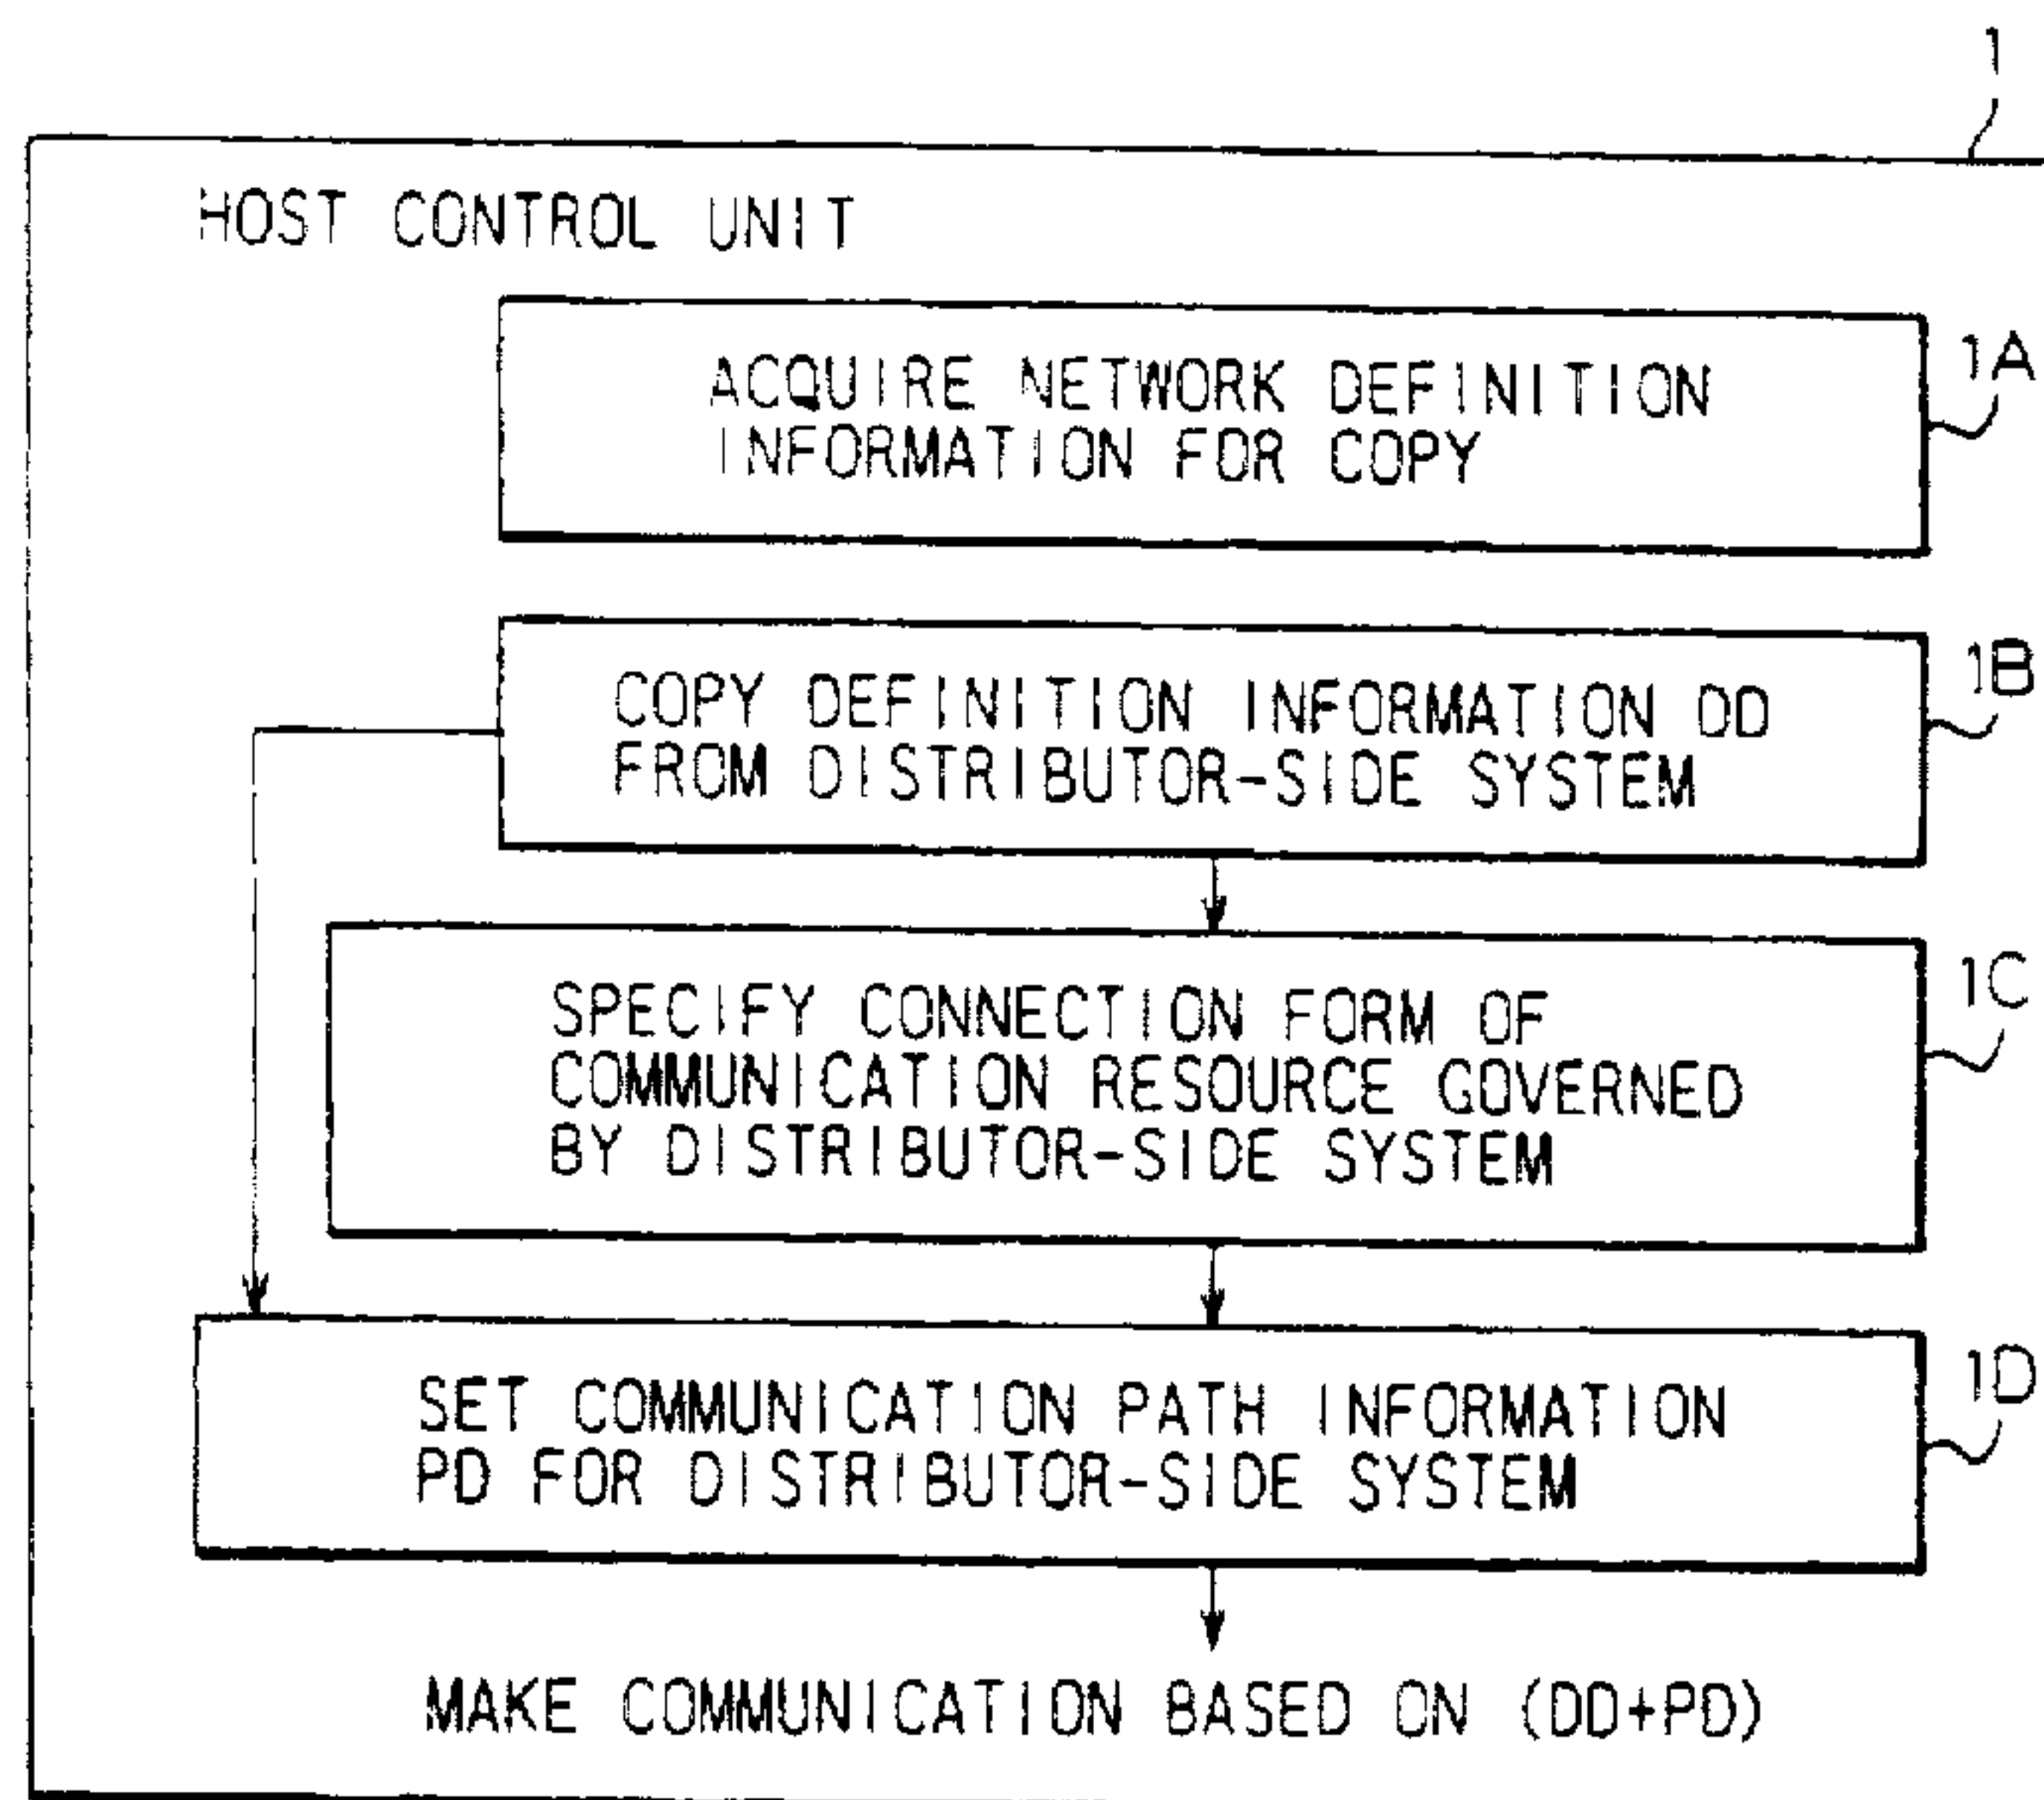 1
HOST CONTROL UNIT
1A
ACQUIRE NETWORK DEFINITION
INFORMATION FOR COPY
1B
COPY DEFINITION INFORMATION DD
FROM DISTRIBUTOR-SIDE SYSTEM
1C
SPECIFY CONNECTION FORM OF
COMMUNICATION RESOURCE GOVERNED
BY DISTRIBUTOR-SIDE SYSTEM
1D
SET COMMUNICATION PATH INFORMATION
PD FOR DISTRIBUTOR-SIDE SYSTEM
MAKE COMMUNICATION BASED ON (DD+PD)